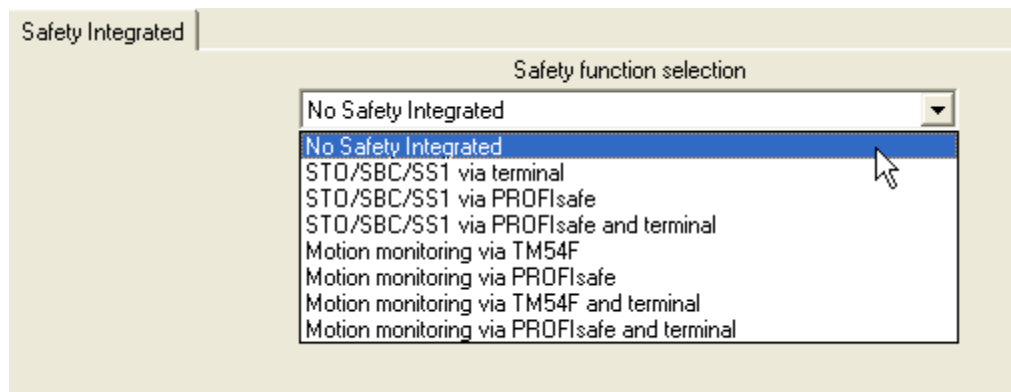 Safety Integrated
Safety function selection
No Safety Integrated
No Safety Integrated
STO/SBC/SS1 via terminal
STO/SBC/SS1 via PROFIsafe
STO/SBC/SS1 via PROFIsafe and terminal
Motion monitoring via TM54F
Motion monitoring via PROFIsafe
Motion monitoring via TM54F and terminal
Motion monitoring via PROFIsafe and terminal